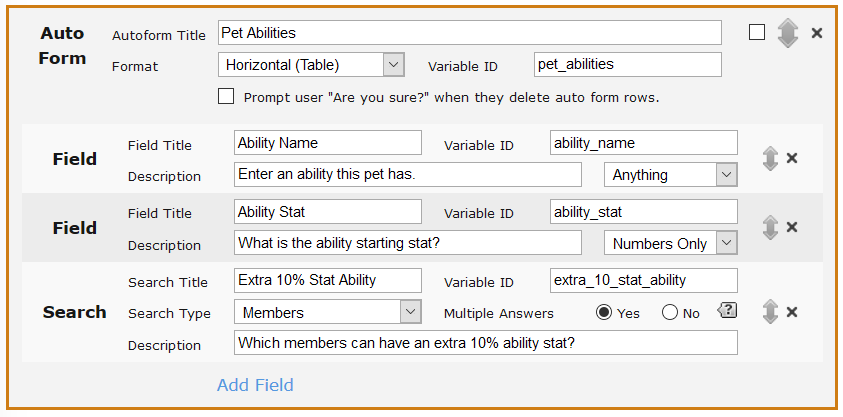 Auto Form Autoform Title Pet Abilities
Format Horizontal (Table) Variable ID pet_abilities
Prompt user "Are you sure?" when they delete auto form rows.
Field Field Title Ability Name Variable ID ability_name
Description Enter an ability this pet has. Anything
Field Field Title Ability Stat Variable ID ability_stat
Description What is the ability starting stat? Numbers Only
Search Title Extra 10% Stat Ability Variable ID extra_10_stat_ability
Search Search Type Members Multiple Answers Yes No ?
Description Which members can have an extra 10% ability stat?
Add Field